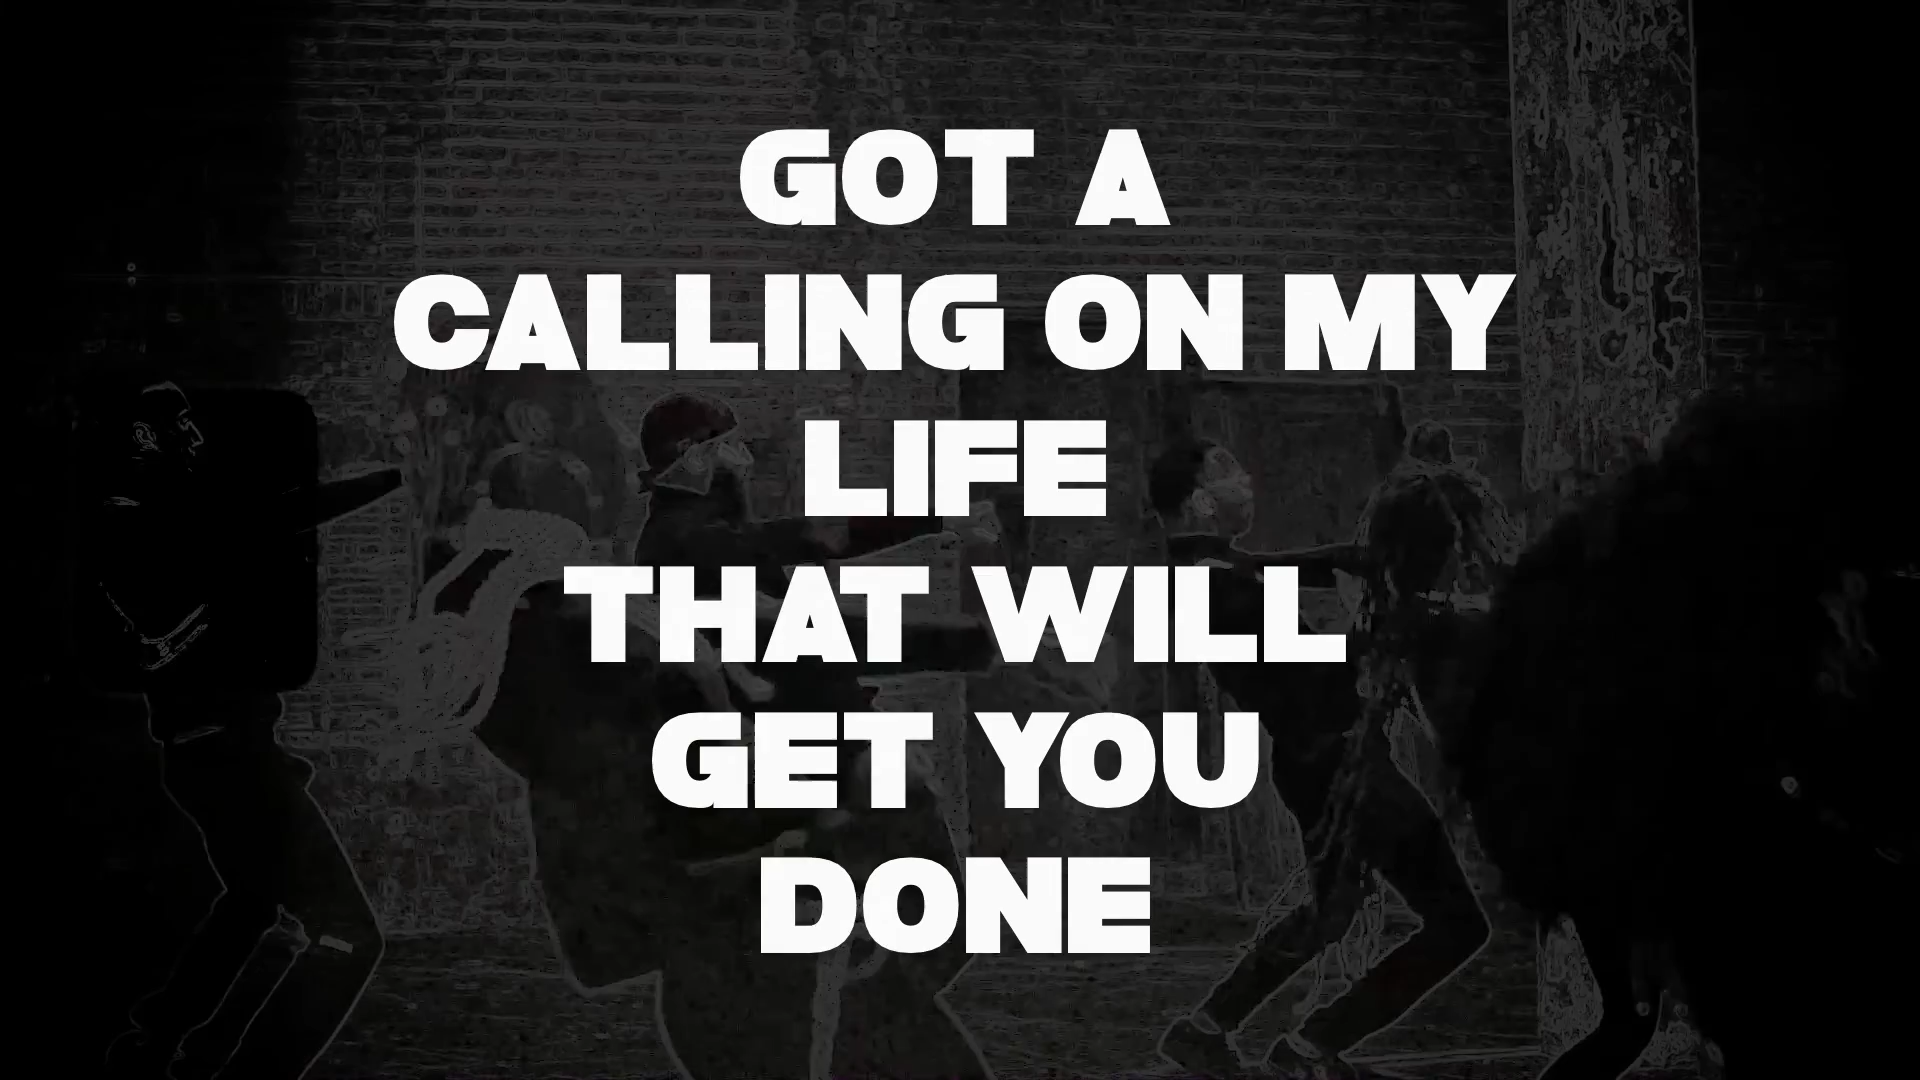 GOT A
CALLING ON MY
LIFE
THAT WILL
GET YOU
DONE